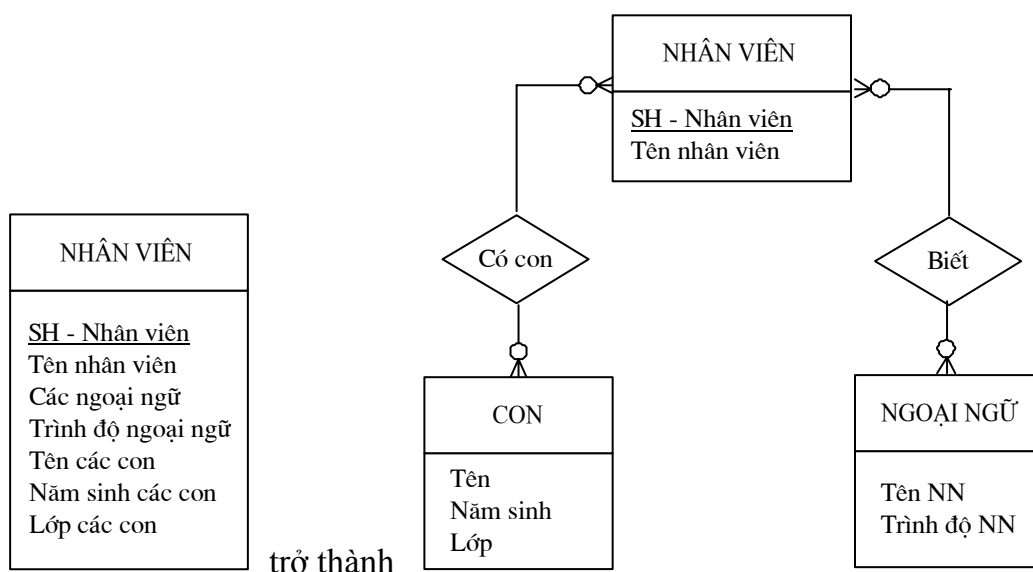 NHÂN VIÊN
SH - Nhân viên
Tên nhân viên
Các ngoại ngữ
Trình độ ngoại ngữ
Tên các con
Năm sinh các con
Lớp các con
trở thành
NHÂN VIÊN
SH - Nhân viên
Tên nhân viên
Có con
Biết
CON
Tên
Năm sinh
Lớp
NGOẠI NGỮ
Tên NN
Trình độ NN